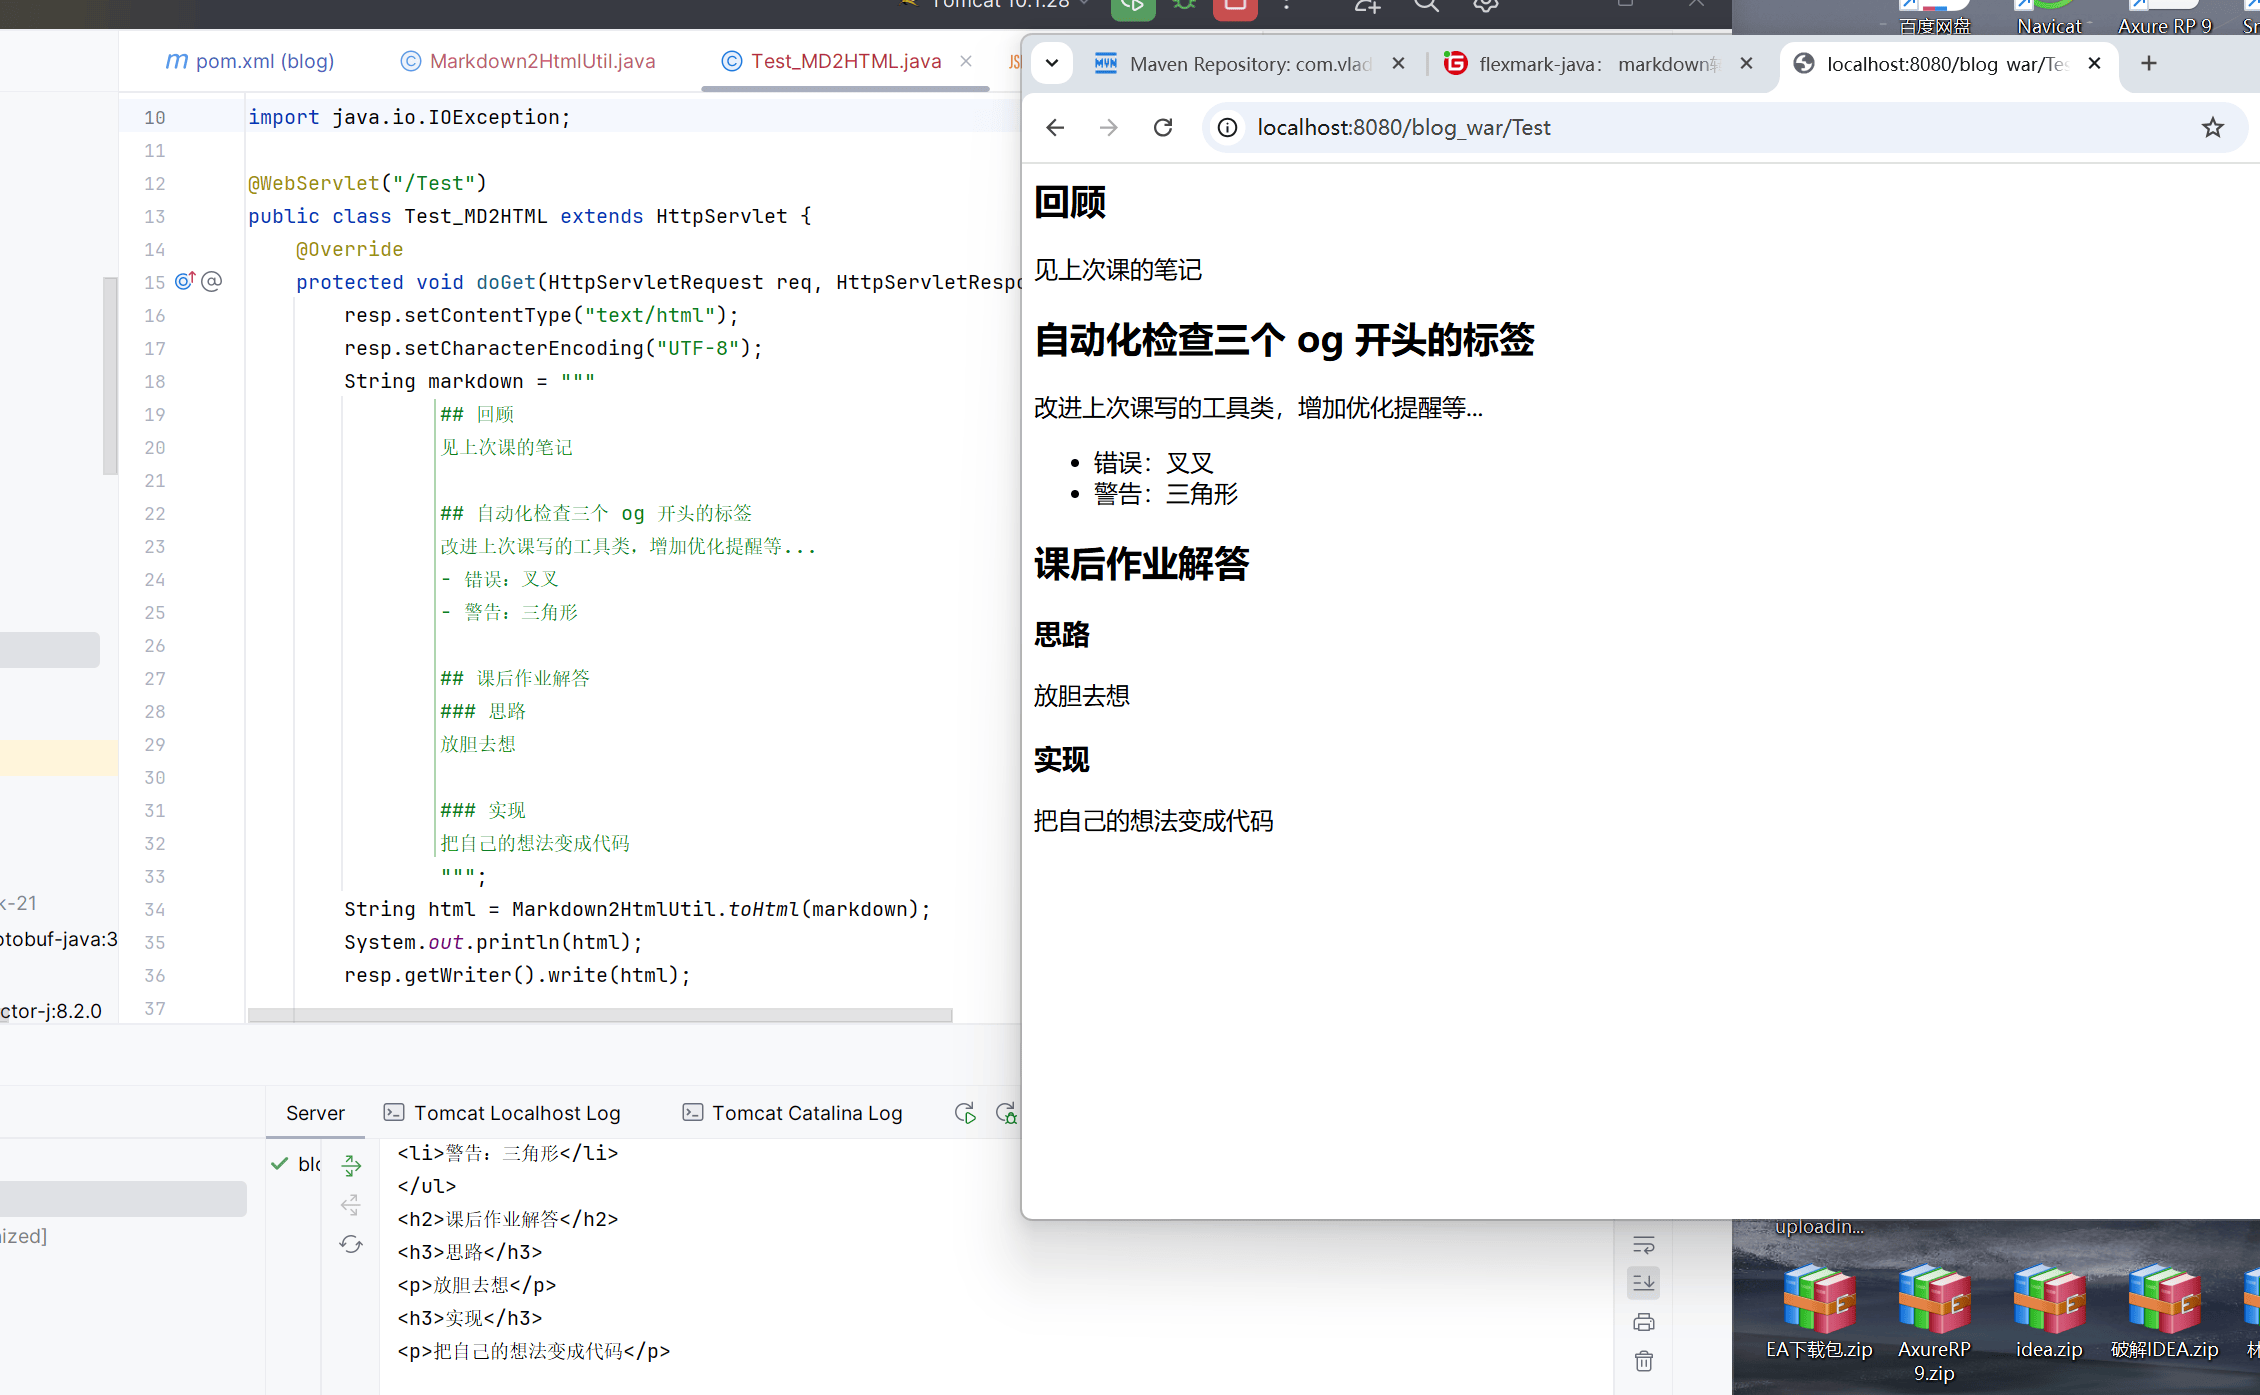 Tomcat 10.1.28
百度网盘
Navicat
Axure RP 9
pom.xml (blog)
Markdown2HtmlUtil.java
Test_MD2HTML.java
10 import java.io.IOException;
11
12 @WebServlet("/Test")
13 public class Test_MD2HTML extends HttpServlet {
14 @Override
15 protected void doGet(HttpServletRequest req, HttpServletRespo
16 resp.setContentType("text/html");
17 resp.setCharacterEncoding("UTF-8");
18 String markdown = """
19 ## 回顾
20 见上次课的笔记
21
22 ## 自动化检查三个 og 开头的标签
23 改进上次课写的工具类，增加优化提醒等...
24 - 错误：叉叉
25 - 警告：三角形
26
27 ## 课后作业解答
28 ### 思路
29 放胆去想
30
31 ### 实现
32 把自己的想法变成代码
33 """;
34 String html = Markdown2HtmlUtil.toHtml(markdown);
35 System.out.println(html);
36 resp.getWriter().write(html);
37
k-21
otobuf-java:3
ctor-j:8.2.0
Maven Repository: com.vlad
flexmark-java： markdown转
localhost:8080/blog_war/Tes
localhost:8080/blog_war/Test
回顾
见上次课的笔记
自动化检查三个 og 开头的标签
改进上次课写的工具类，增加优化提醒等...
错误：叉叉
警告：三角形
课后作业解答
思路
放胆去想
实现
把自己的想法变成代码
Server
Tomcat Localhost Log
Tomcat Catalina Log
blo
ized]
<li>警告：三角形</li>
</ul>
<h2>课后作业解答</h2>
<h3>思路</h3>
<p>放胆去想</p>
<h3>实现</h3>
<p>把自己的想法变成代码</p>
uploadin...
EA下载包.zip
AxureRP
9.zip
idea.zip
破解IDEA.zip